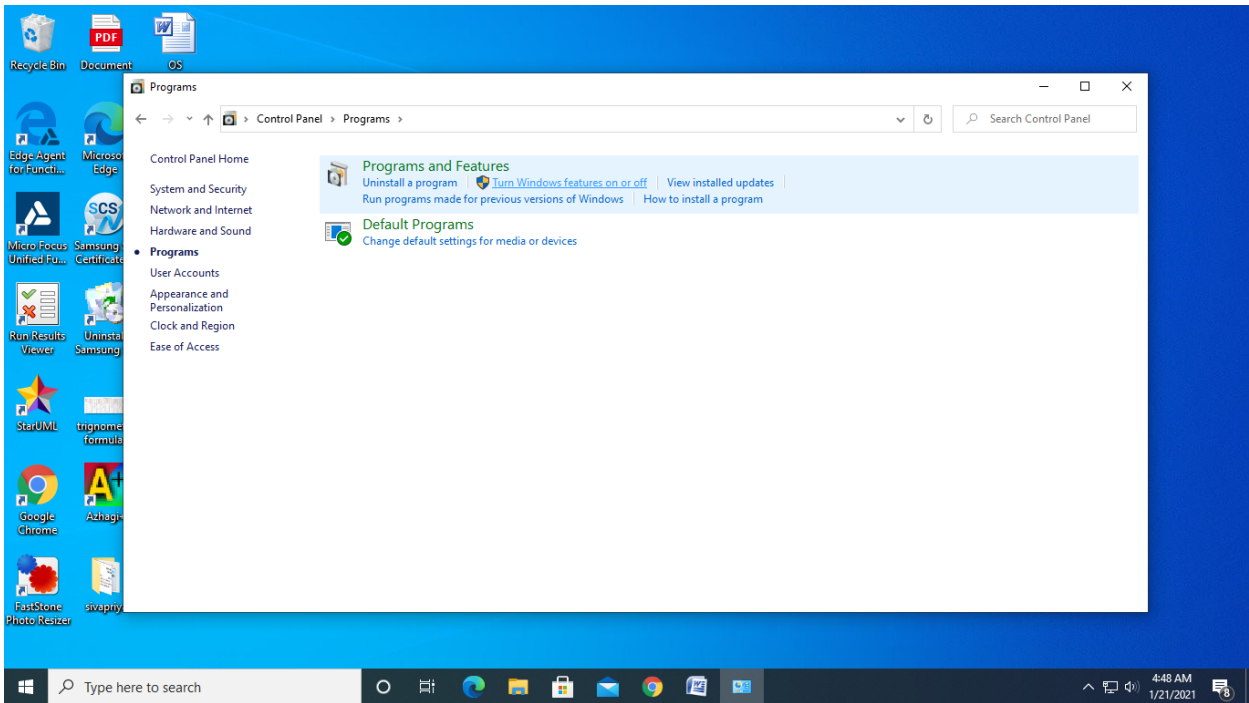 PDF
Recycle Bin
Document
OS
Programs
Control Panel > Programs >
Search Control Panel
Edge Agent
for Functi...
Microso
Edge
Control Panel Home
System and Security
Network and Internet
Hardware and Sound
Programs
User Accounts
Appearance and
Personalization
Clock and Region
Ease of Access
Programs and Features
Uninstall a program
Turn Windows features on or off
View installed updates
Run programs made for previous versions of Windows
How to install a program
Default Programs
Change default settings for media or devices
SCS
Micro Focus
Unified Fu...
Samsung
Certificate
Run Results
Viewer
Uninstal
Samsung
StarUML
trignome
formula
Google
Chrome
A+
Azhagi+
FastStone
Photo Resizer
sivapriy
Type here to search
4:48 AM
1/21/2021
8